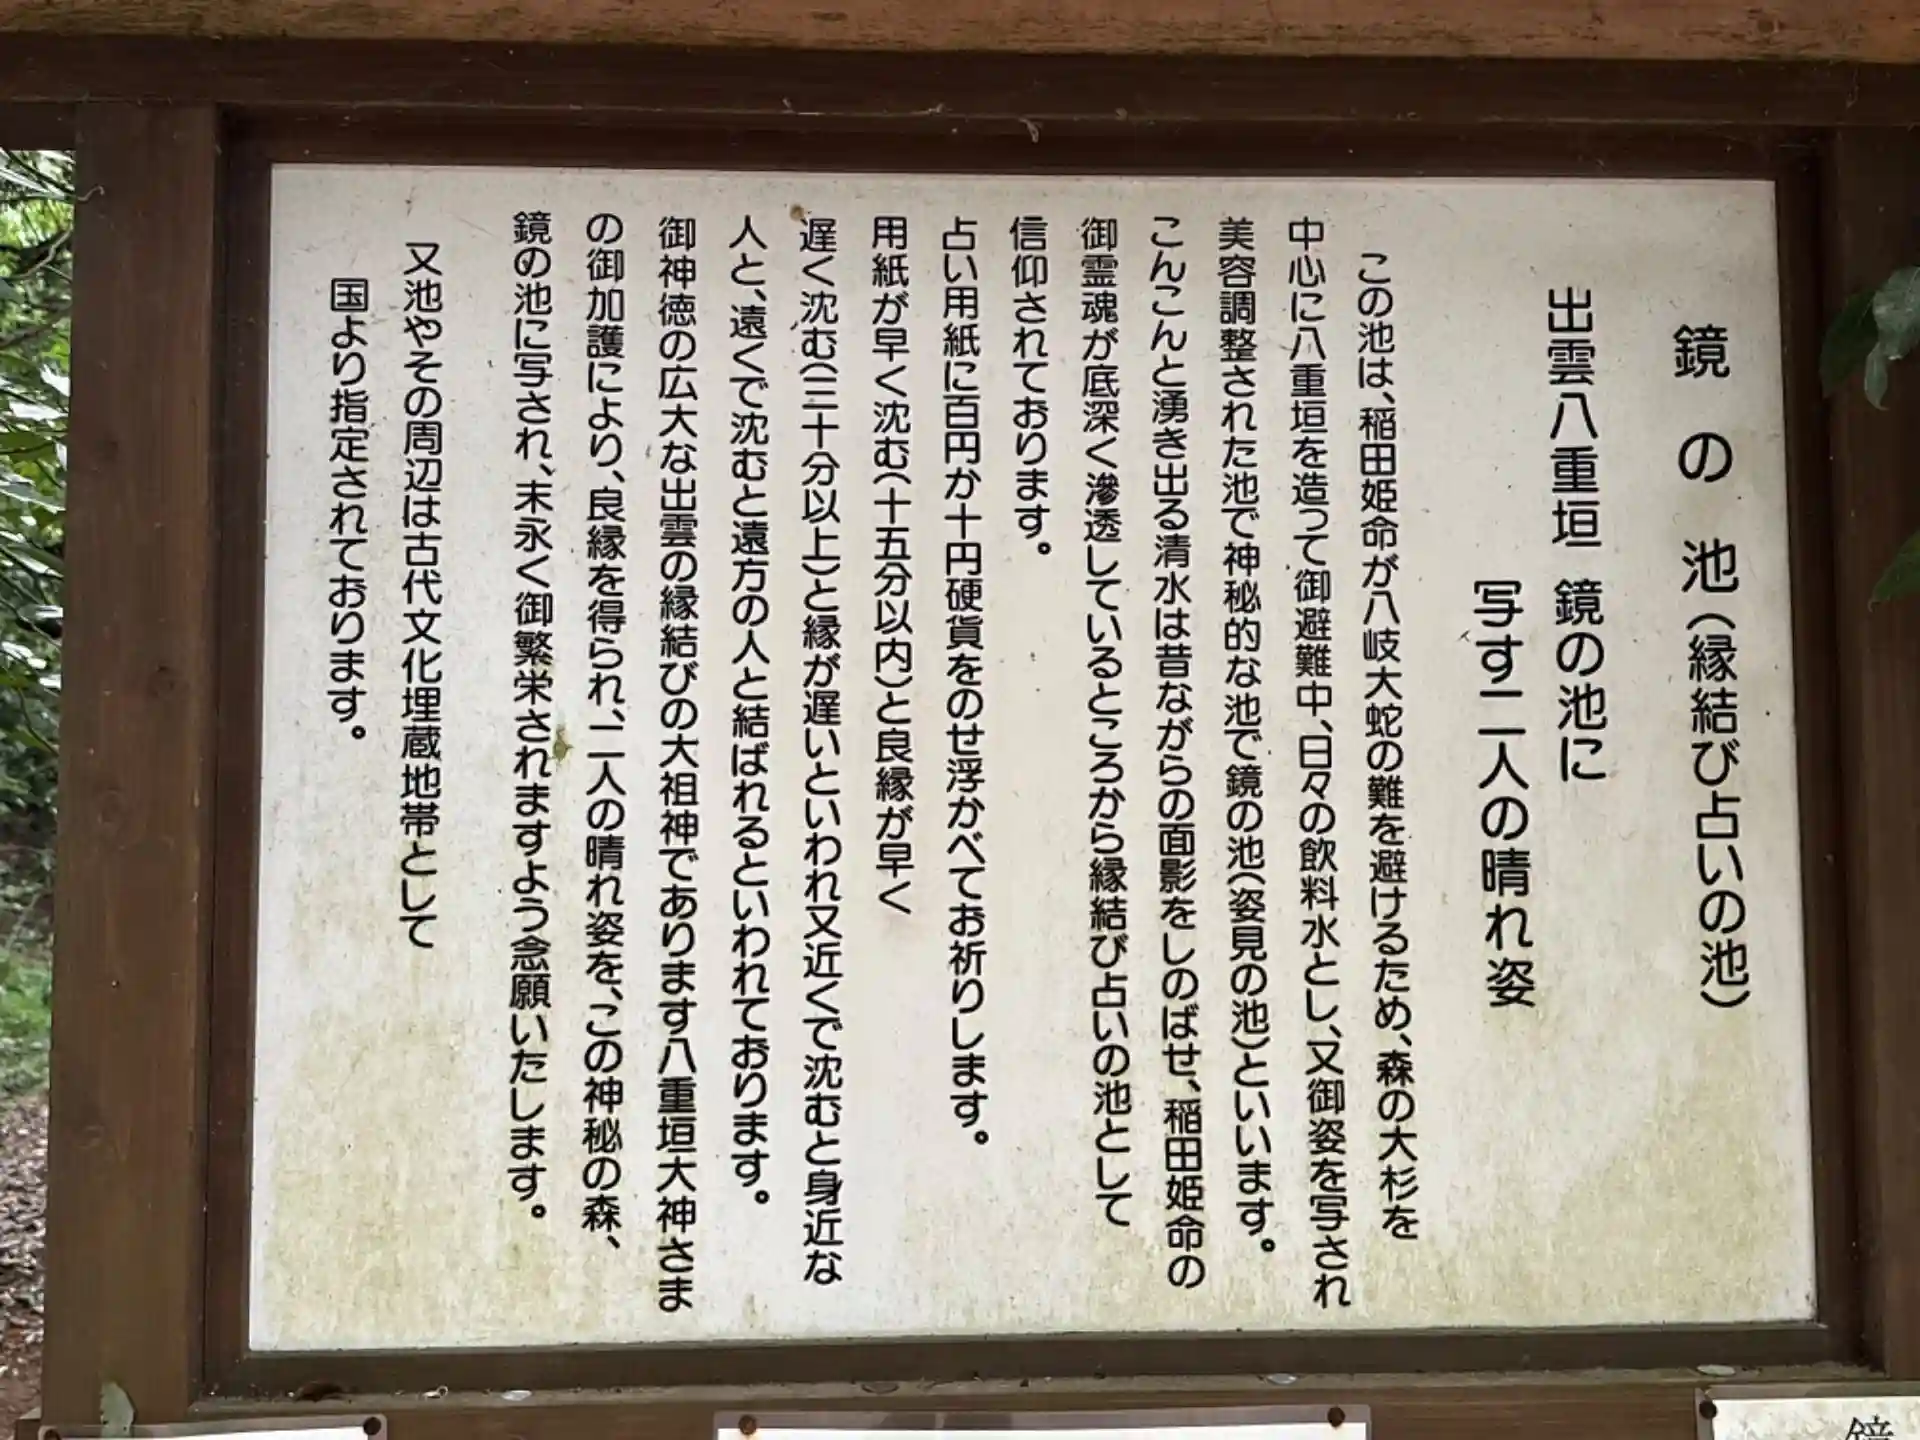 鏡の池(縁結び占いの池)
出雲八重垣 鏡の池に
写す二人の晴れ姿
この池は、稲田姫命が八岐大蛇の難を避けるため、森の大杉を
中心に八重垣を造って御避難中、日々の飲料水とし、又御姿を写され
美容調整された池で神秘的な池で鏡の池(姿見の池)といいます。
こんこんと湧き出る清水は昔ながらの面影をしのばせ、稲田姫命の
御霊魂が底深く滲透しているところから縁結び占いの池として
信仰されております。
占い用紙に百円か十円硬貨をのせ浮かべてお祈りします。
用紙が早く沈む(十五分以内)と良縁が早く
遅く沈む(三十分以上)と縁が遅いといわれ又近くで沈むと身近な
人と、遠くで沈むと遠方の人と結ばれるといわれております。
御神徳の広大な出雲の縁結びの大祖神であります八重垣大神さま
の御加護により、良縁を得られ、二人の晴れ姿を、この神秘の森、
鏡の池に写され、末永く御繁栄されますよう念願いたします。
又池やその周辺は古代文化埋蔵地帯として
国より指定されております。